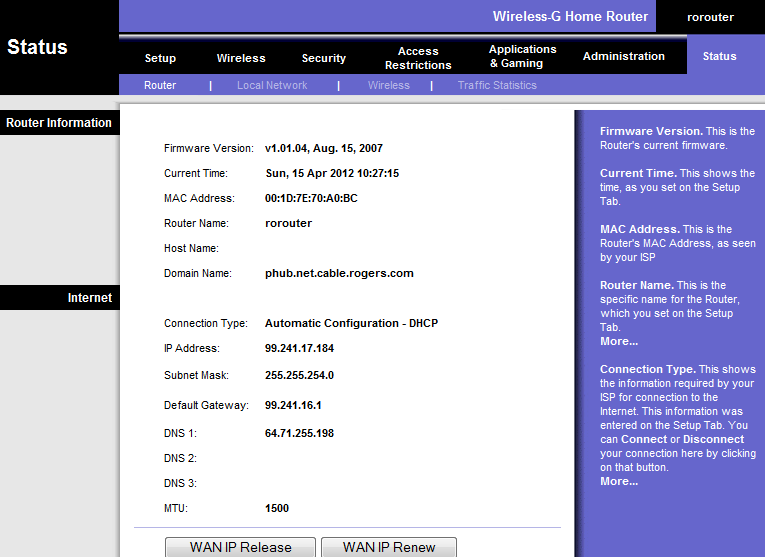 Wireless-G Home Router
rorouter
Status
Setup
Wireless
Security
Access
Restrictions
Applications
& Gaming
Administration
Status
Router | Local Network | Wireless | Traffic Statistics
Router Information
Firmware Version: v1.01.04, Aug. 15, 2007
Current Time: Sun, 15 Apr 2012 10:27:15
MAC Address: 00:1D:7E:70:A0:BC
Router Name: rorouter
Host Name:
Domain Name: phub.net.cable.rogers.com
Internet
Connection Type: Automatic Configuration - DHCP
IP Address: 99.241.17.184
Subnet Mask: 255.255.254.0
Default Gateway: 99.241.16.1
DNS 1: 64.71.255.198
DNS 2:
DNS 3:
MTU: 1500
WAN IP Release
WAN IP Renew
Firmware Version. This is the
Router's current firmware.
Current Time. This shows the
time, as you set on the Setup
Tab.
MAC Address. This is the
Router's MAC Address, as seen
by your ISP
Router Name. This is the
specific name for the Router,
which you set on the Setup
Tab.
More...
Connection Type. This shows
the information required by your
ISP for connection to the
Internet. This information was
entered on the Setup Tab. You
can Connect or Disconnect
your connection here by clicking
on that button.
More...